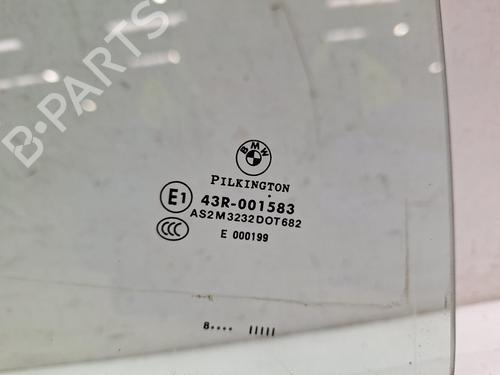 B-PARTS
BMW
PILKINGTON
E1
43R-001583
AS2M3232DOT682
CCC
E 000199
8.... IIIII